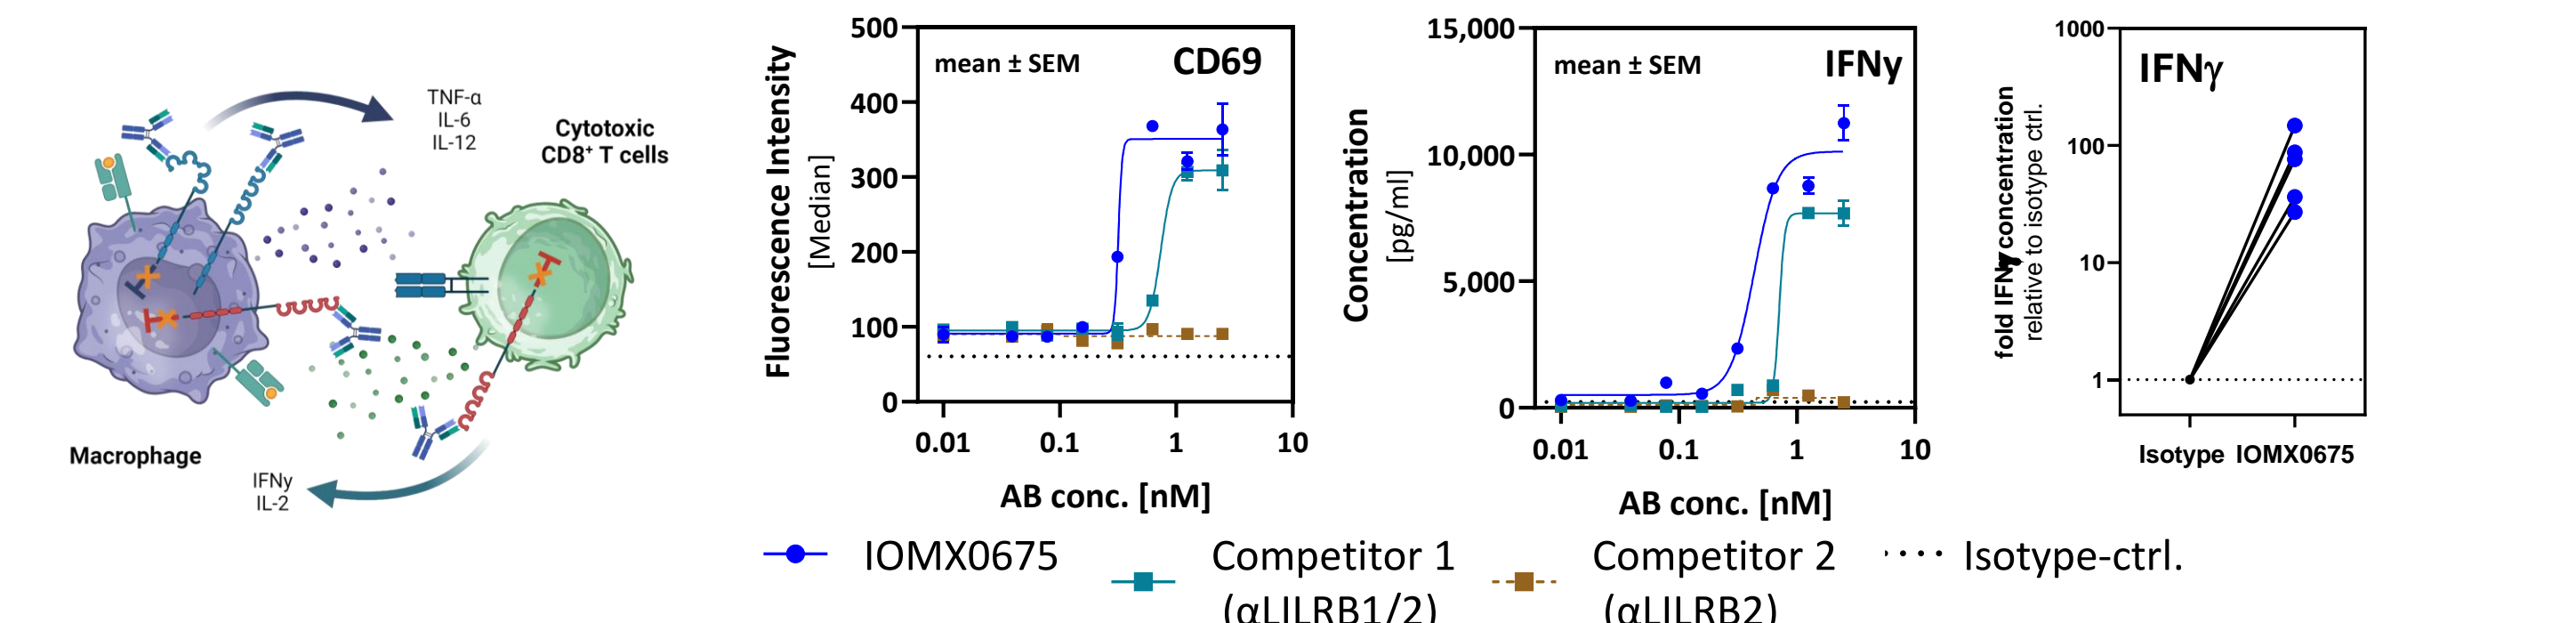 TNF-α
IL-6
IL-12
Cytotoxic
CD8⁺ T cells
Macrophage
IFNy
IL-2
Fluorescence Intensity
[Median]
500
400
300
200
100
0
mean ± SEM
CD69
0.01
0.1
1
10
AB conc. [nM]
Concentration
[pg/ml]
15,000
10,000
5,000
0
mean ± SEM
IFNy
0.01
0.1
1
10
AB conc. [nM]
fold IFNγ concentration
relative to isotype ctrl.
1000
100
10
1
IFNγ
Isotype IOMX0675
IOMX0675
Competitor 1
(αLILRB1/2)
Competitor 2
(αLILRB2)
Isotype-ctrl.